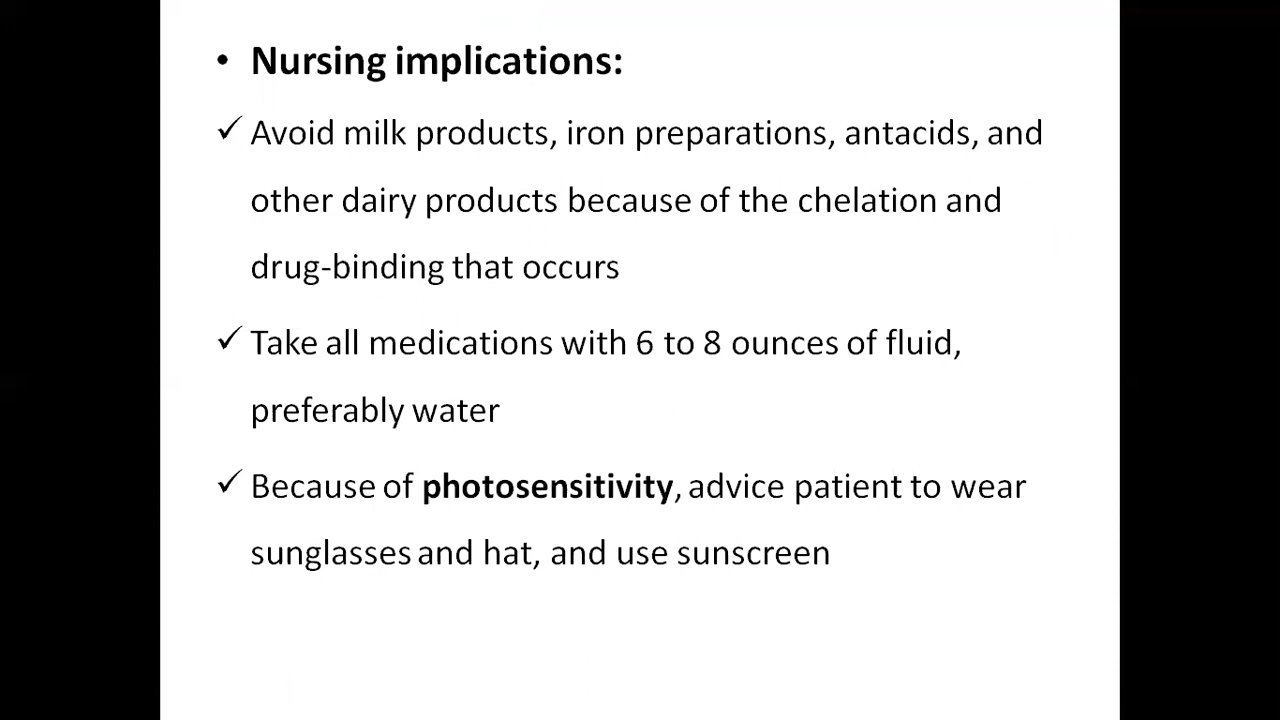 • Nursing implications:
✓ Avoid milk products, iron preparations, antacids, and
other dairy products because of the chelation and
drug-binding that occurs
✓ Take all medications with 6 to 8 ounces of fluid,
preferably water
✓ Because of photosensitivity, advice patient to wear
sunglasses and hat, and use sunscreen